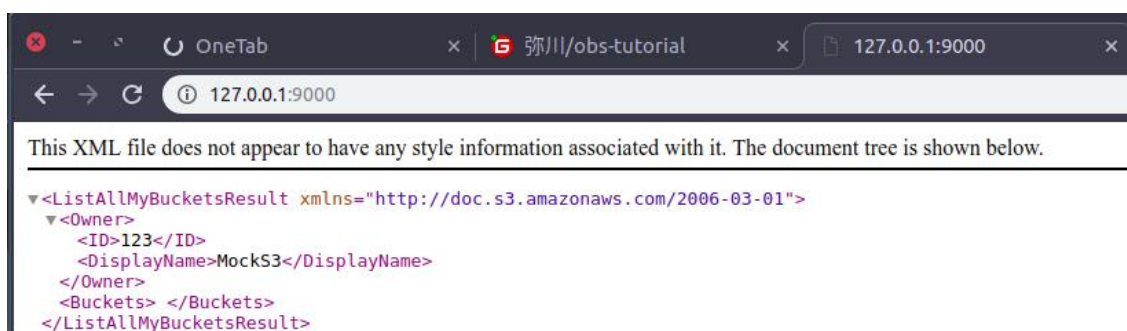 OneTab
弥川/obs-tutorial
127.0.0.1:9000
127.0.0.1:9000
This XML file does not appear to have any style information associated with it. The document tree is shown below.
▼<ListAllMyBucketsResult xmlns="http://doc.s3.amazonaws.com/2006-03-01">
▼<Owner>
<ID>123</ID>
<DisplayName>MockS3</DisplayName>
</Owner>
<Buckets> </Buckets>
</ListAllMyBucketsResult>